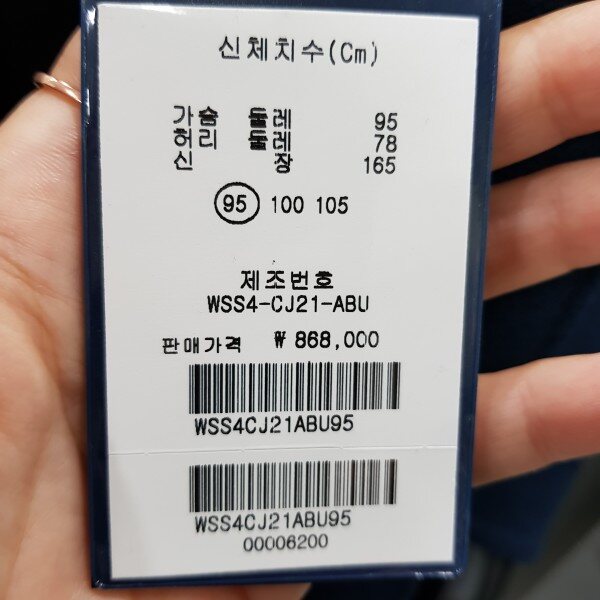 신체치수(Cm)
가슴 둘레 95
허리 둘레 78
신 장 165
95 100 105
제조번호
WSS4-CJ21-ABU
판매가격 ₩ 868,000
WSS4CJ21ABU95
WSS4CJ21ABU95
00006200